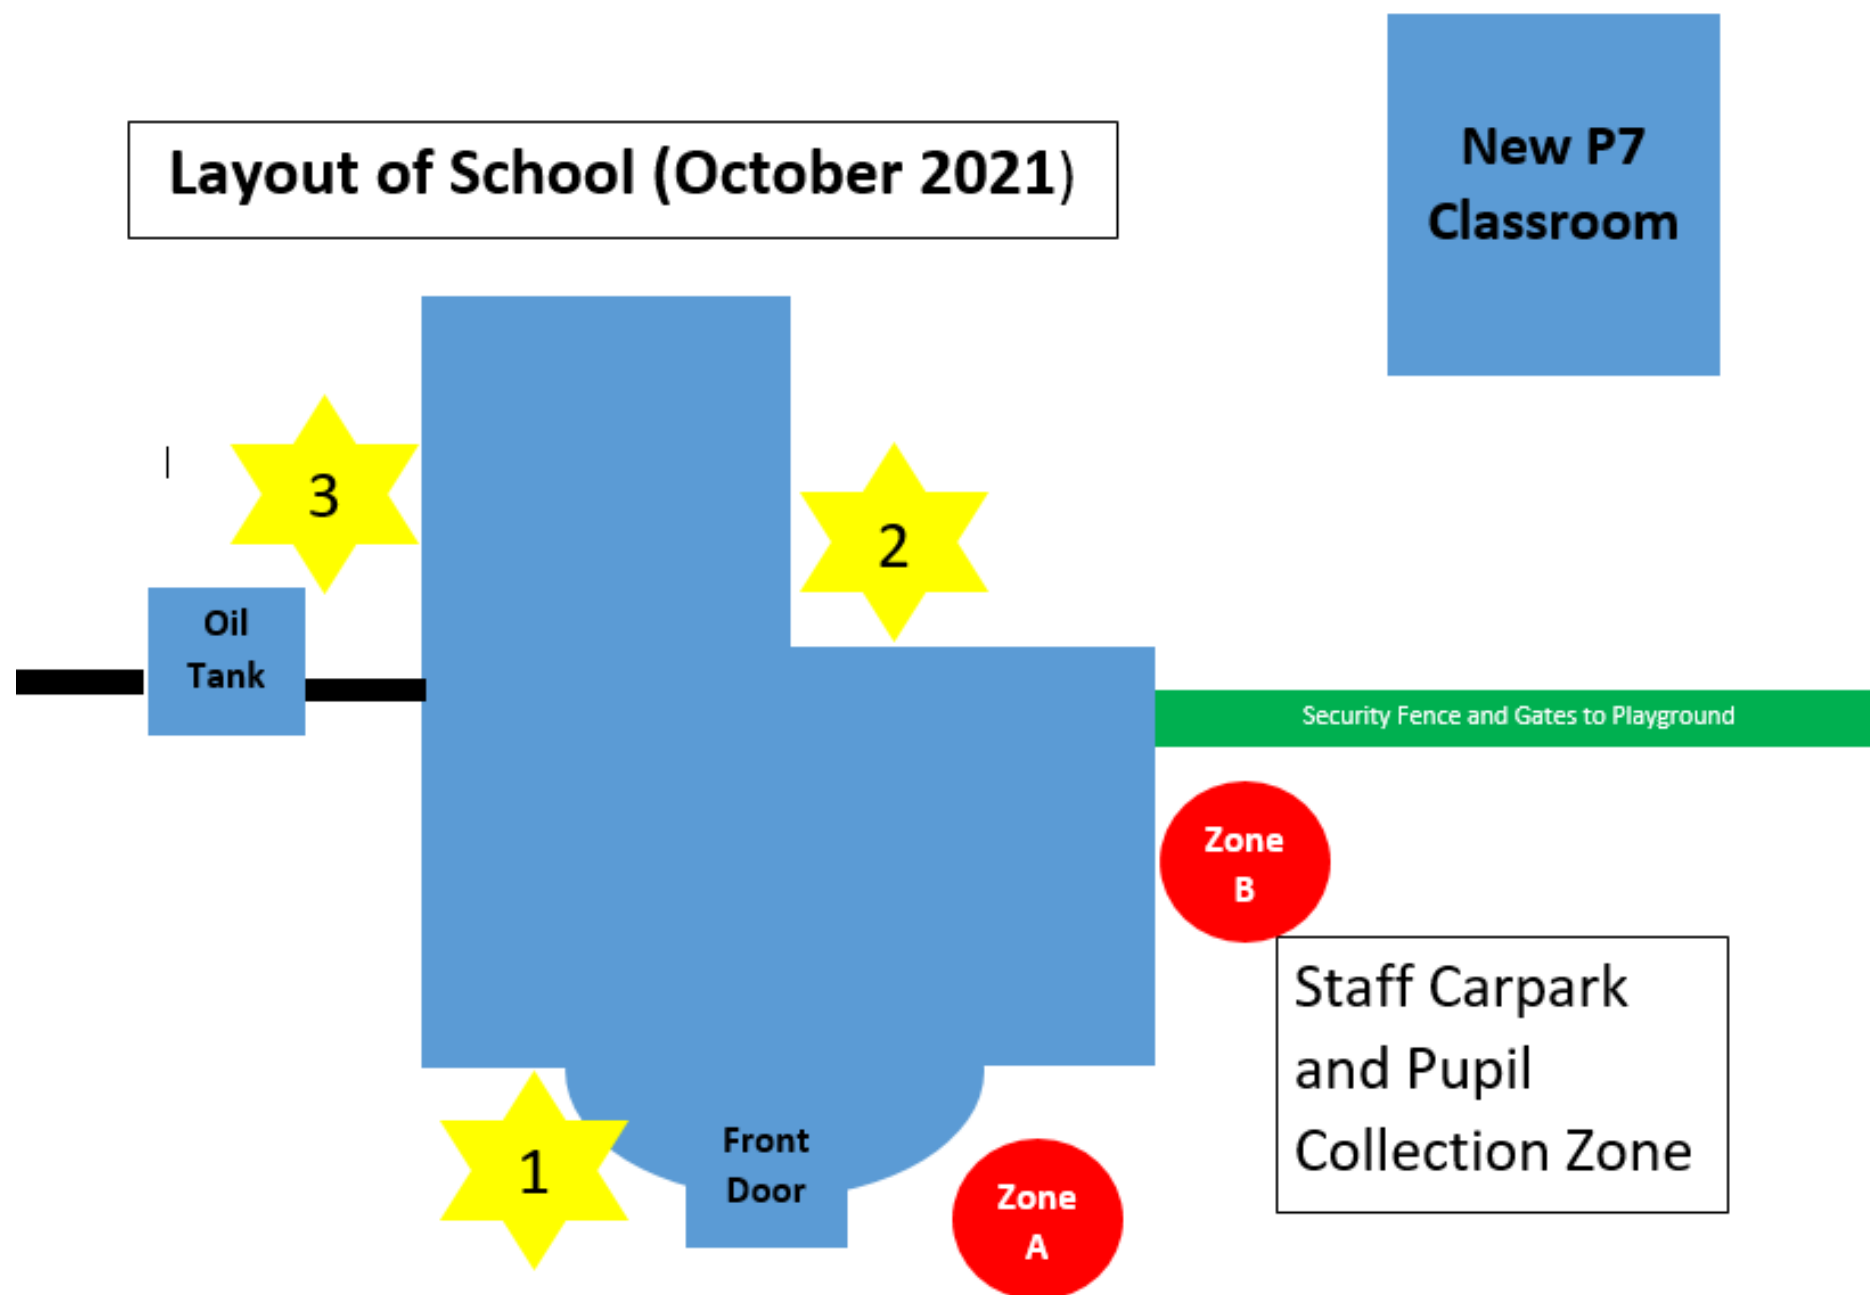 New P7
Classroom
Layout of School (October 2021)
3
2
Oil
Tank
Security Fence and Gates to Playground
Zone
B
Staff Carpark
and Pupil
Collection Zone
1
Front
Door
Zone
A